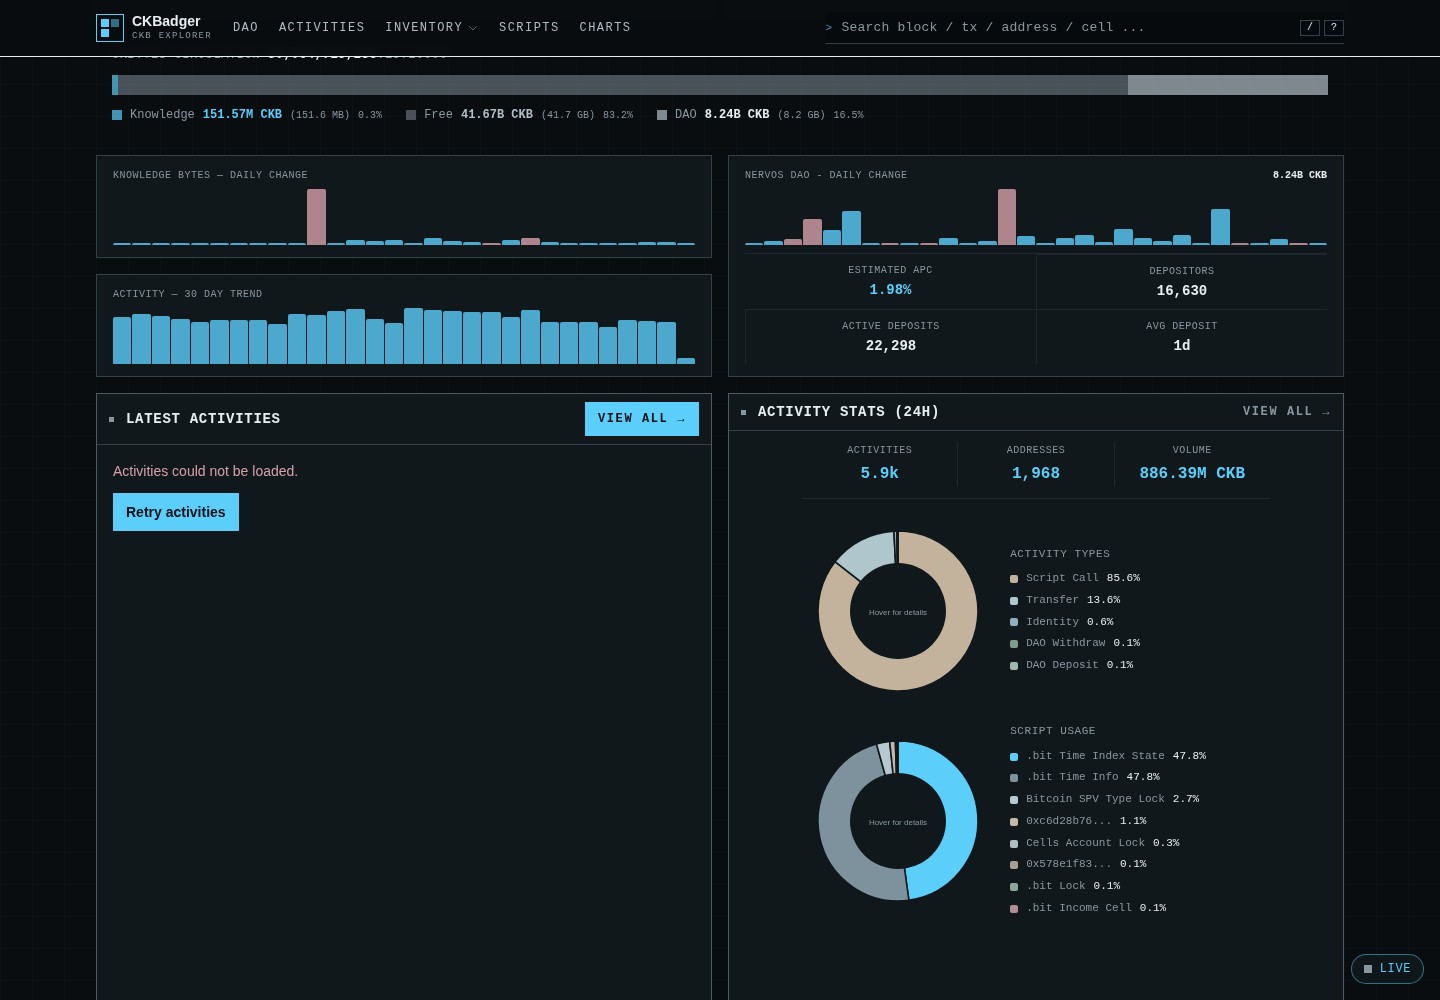 CKBadger
CKB EXPLORER
DAO
ACTIVITIES
INVENTORY
SCRIPTS
CHARTS
> Search block / tx / address / cell ...
/
?
Knowledge 151.57M CKB (151.6 MB) 0.3%
Free 41.67B CKB (41.7 GB) 83.2%
DAO 8.24B CKB (8.2 GB) 16.5%
KNOWLEDGE BYTES — DAILY CHANGE
ACTIVITY — 30 DAY TREND
NERVOS DAO - DAILY CHANGE
8.24B CKB
ESTIMATED APC
1.98%
DEPOSITORS
16,630
ACTIVE DEPOSITS
22,298
AVG DEPOSIT
1d
LATEST ACTIVITIES
VIEW ALL →
Activities could not be loaded.
Retry activities
ACTIVITY STATS (24H)
VIEW ALL →
ACTIVITIES
5.9k
ADDRESSES
1,968
VOLUME
886.39M CKB
Hover for details
ACTIVITY TYPES
Script Call 85.6%
Transfer 13.6%
Identity 0.6%
DAO Withdraw 0.1%
DAO Deposit 0.1%
Hover for details
SCRIPT USAGE
.bit Time Index State 47.8%
.bit Time Info 47.8%
Bitcoin SPV Type Lock 2.7%
0xc6d28b76... 1.1%
Cells Account Lock 0.3%
0x578e1f83... 0.1%
.bit Lock 0.1%
.bit Income Cell 0.1%
LIVE